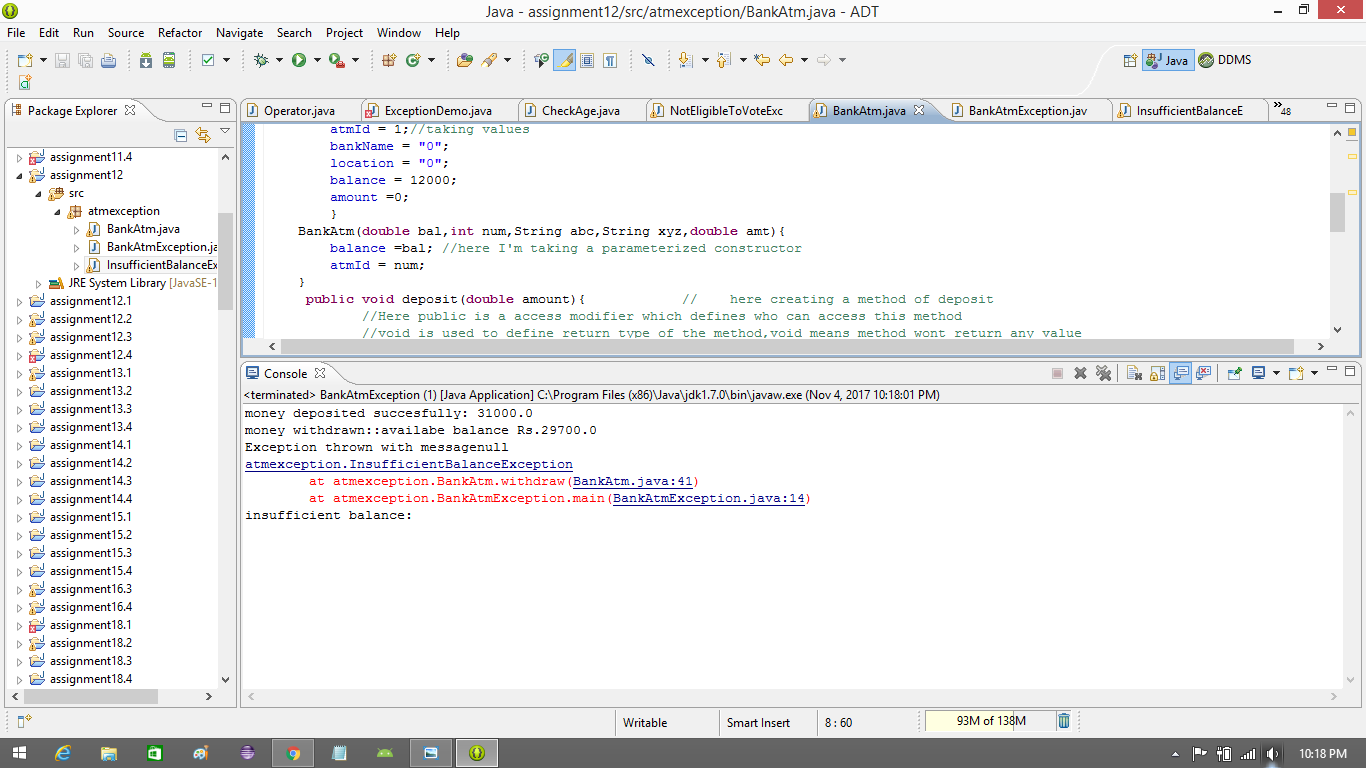 Java - assignment12/src/atmexception/BankAtm.java - ADT
File Edit Run Source Refactor Navigate Search Project Window Help
Java DDMS
Package Explorer
assignment11.4
assignment12
src
atmexception
BankAtm.java
BankAtmException.ja
InsufficientBalanceEx
JRE System Library [JavaSE-1
assignment12.1
assignment12.2
assignment12.3
assignment12.4
assignment13.1
assignment13.2
assignment13.3
assignment13.4
assignment14.1
assignment14.2
assignment14.3
assignment14.4
assignment15.1
assignment15.2
assignment15.3
assignment15.4
assignment16.3
assignment16.4
assignment18.1
assignment18.2
assignment18.3
assignment18.4
Operator.java ExceptionDemo.java CheckAge.java NotEligibleToVoteExc BankAtm.java BankAtmException.jav InsufficientBalanceE »48
atmId = 1;//taking values
bankName = "0";
location = "0";
balance = 12000;
amount =0;
}
BankAtm(double bal,int num,String abc,String xyz,double amt){
balance =bal; //here I'm taking a parameterized constructor
atmId = num;
}
public void deposit(double amount){ // here creating a method of deposit
//Here public is a access modifier which defines who can access this method
//void is used to define return type of the method,void means method wont return any value
Console
<terminated> BankAtmException (1) [Java Application] C:\Program Files (x86)\Java\jdk1.7.0\bin\javaw.exe (Nov 4, 2017 10:18:01 PM)
money deposited succesfully: 31000.0
money withdrawn::availabe balance Rs.29700.0
Exception thrown with messagenull
atmexception.InsufficientBalanceException
at atmexception.BankAtm.withdraw(BankAtm.java:41)
at atmexception.BankAtmException.main(BankAtmException.java:14)
insufficient balance:
Writable Smart Insert 8 : 60 93M of 138M
10:18 PM